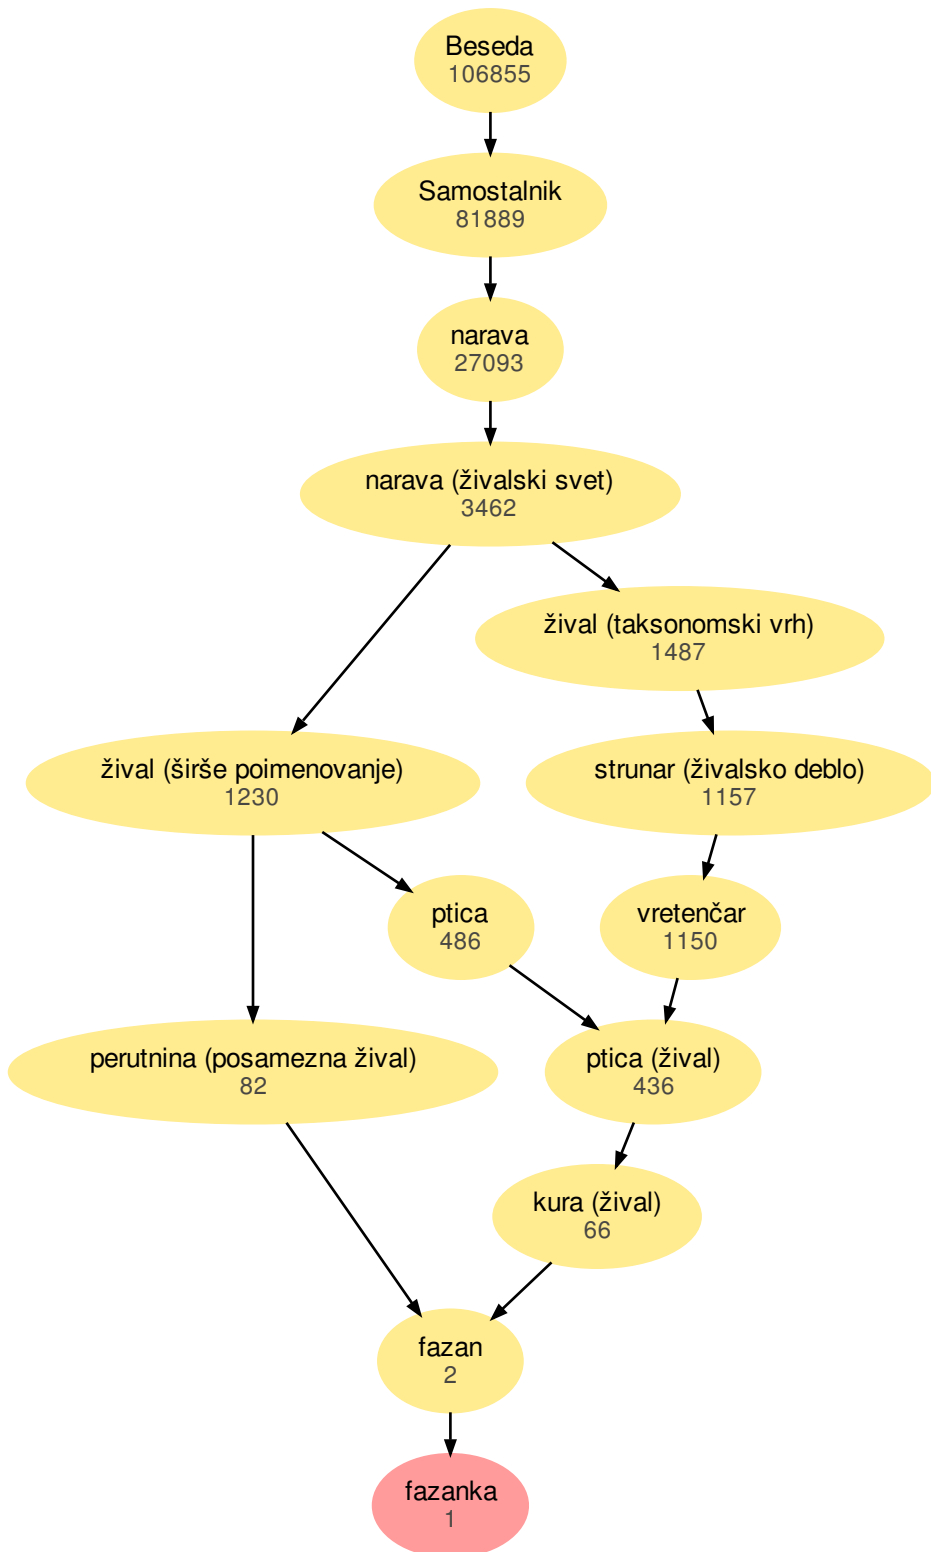 Beseda
106855
Samostalnik
81889
narava
27093
narava (živalski svet)
3462
žival (taksonomski vrh)
1487
žival (širše poimenovanje)
1230
strunar (živalsko deblo)
1157
ptica
486
vretenčar
1150
perutnina (posamezna žival)
82
ptica (žival)
436
kura (žival)
66
fazan
2
fazanka
1